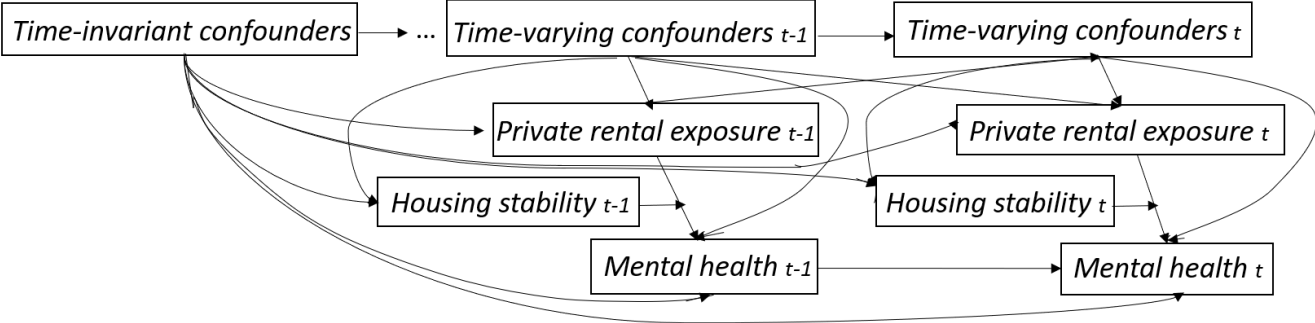 Time-invariant confounders
...
Time-varying confounders t-1
Time-varying confounders t
Private rental exposure t-1
Private rental exposure t
Housing stability t-1
Housing stability t
Mental health t-1
Mental health t